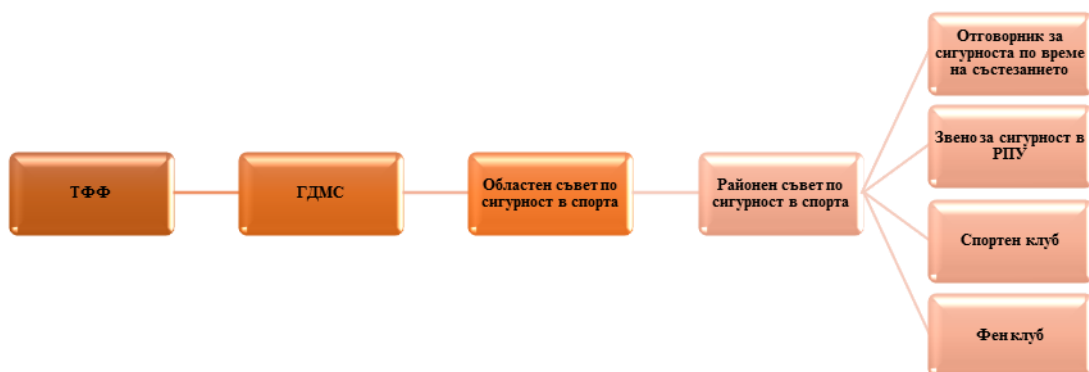 ТФФ
ГДМС
Областен съвет по
сигурност в спорта
Районен съвет по
сигурност в спорта
Отговорник за
сигурноста по време
на състезанието
Звено за сигурност в
РПУ
Спортен клуб
Фен клуб